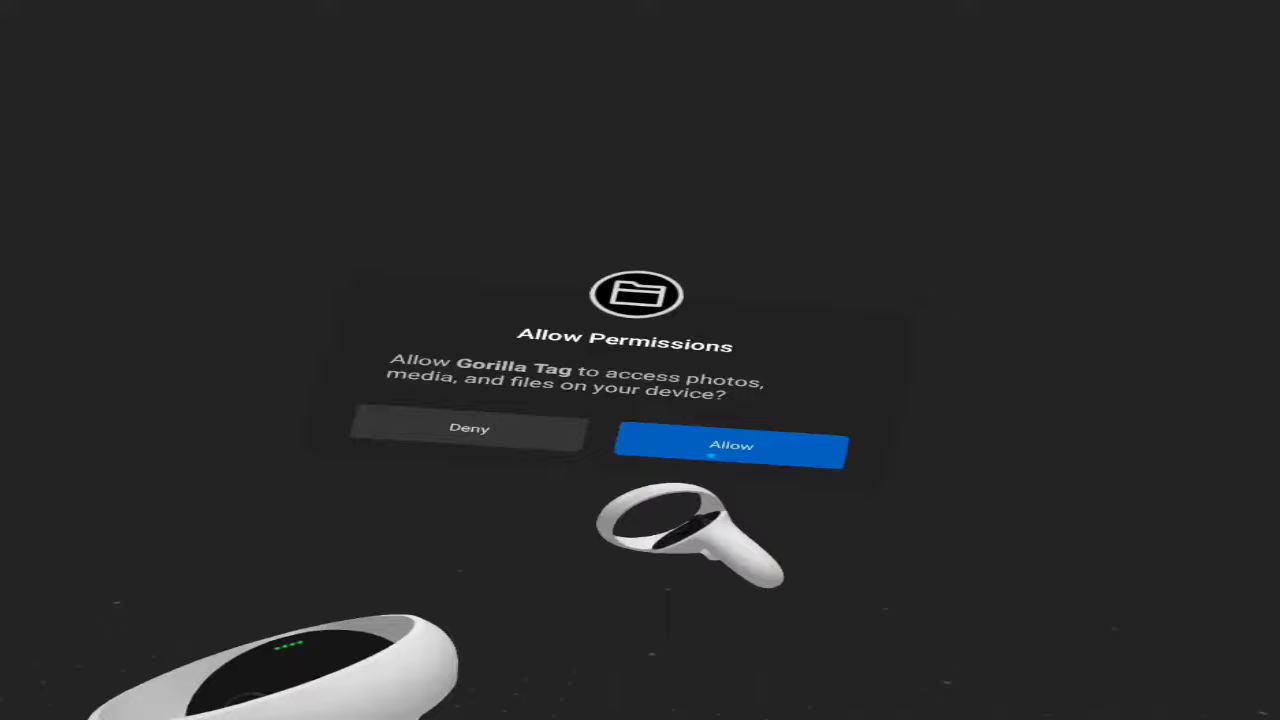 Allow Permissions
Allow Gorilla Tag to access photos,
media, and files on your device?
Deny
Allow